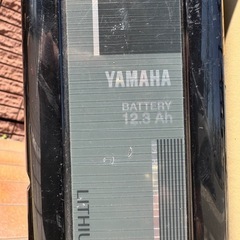 YAMAHA
BATTERY
12.3 Ah
LITHIU